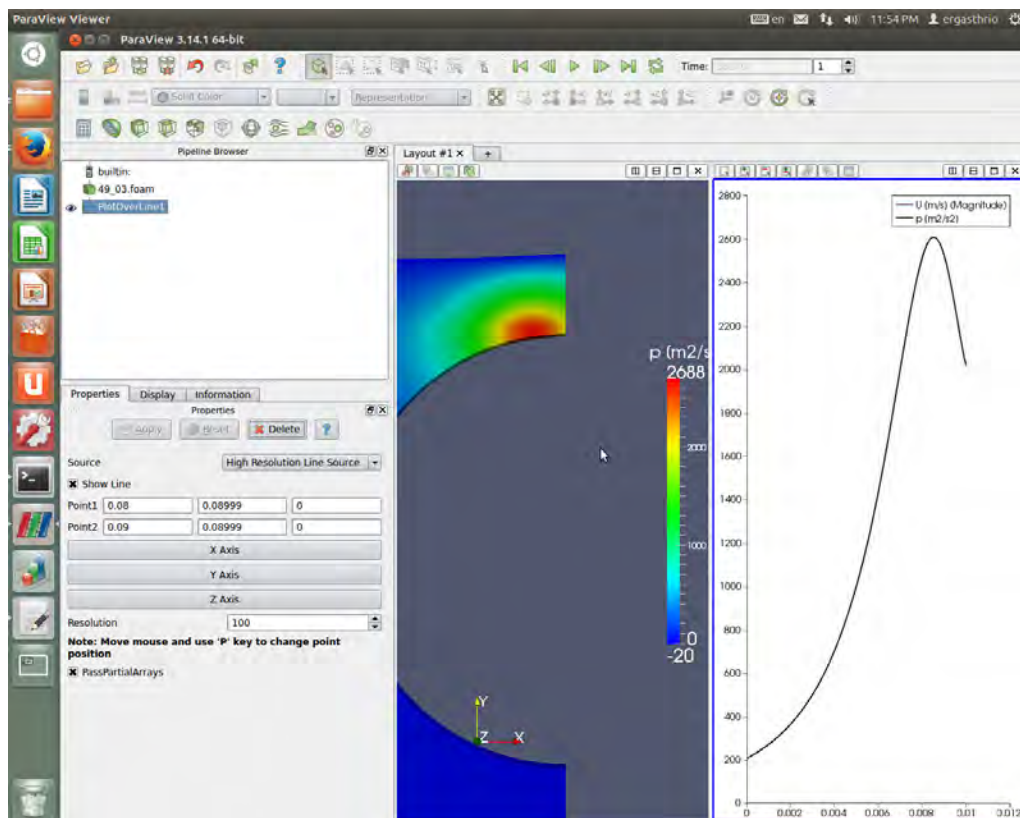 ParaView Viewer en 11:54 PM ergasthrio
ParaView 3.14.1 64-bit
Time: 1
Solid Color Representation
Pipeline Browser
Layout #1
builtin:
49_03.foam
PlotOverLine1
Properties Display Information
Properties
Apply Reset Delete ?
Source High Resolution Line Source
Show Line
Point1 0.08 0.08999 0
Point2 0.09 0.08999 0
X Axis
Y Axis
Z Axis
Resolution 100
Note: Move mouse and use 'P' key to change point
position
PassPartialArrays
p (m2/s
2688
2000
1000
0
-20
Y
Z X
U (m/s) (Magnitude)
p (m2/s2)
2800
2600
2400
2200
2000
1800
1600
1400
1200
1000
800
600
400
200
0
0 0.002 0.004 0.006 0.008 0.01 0.012